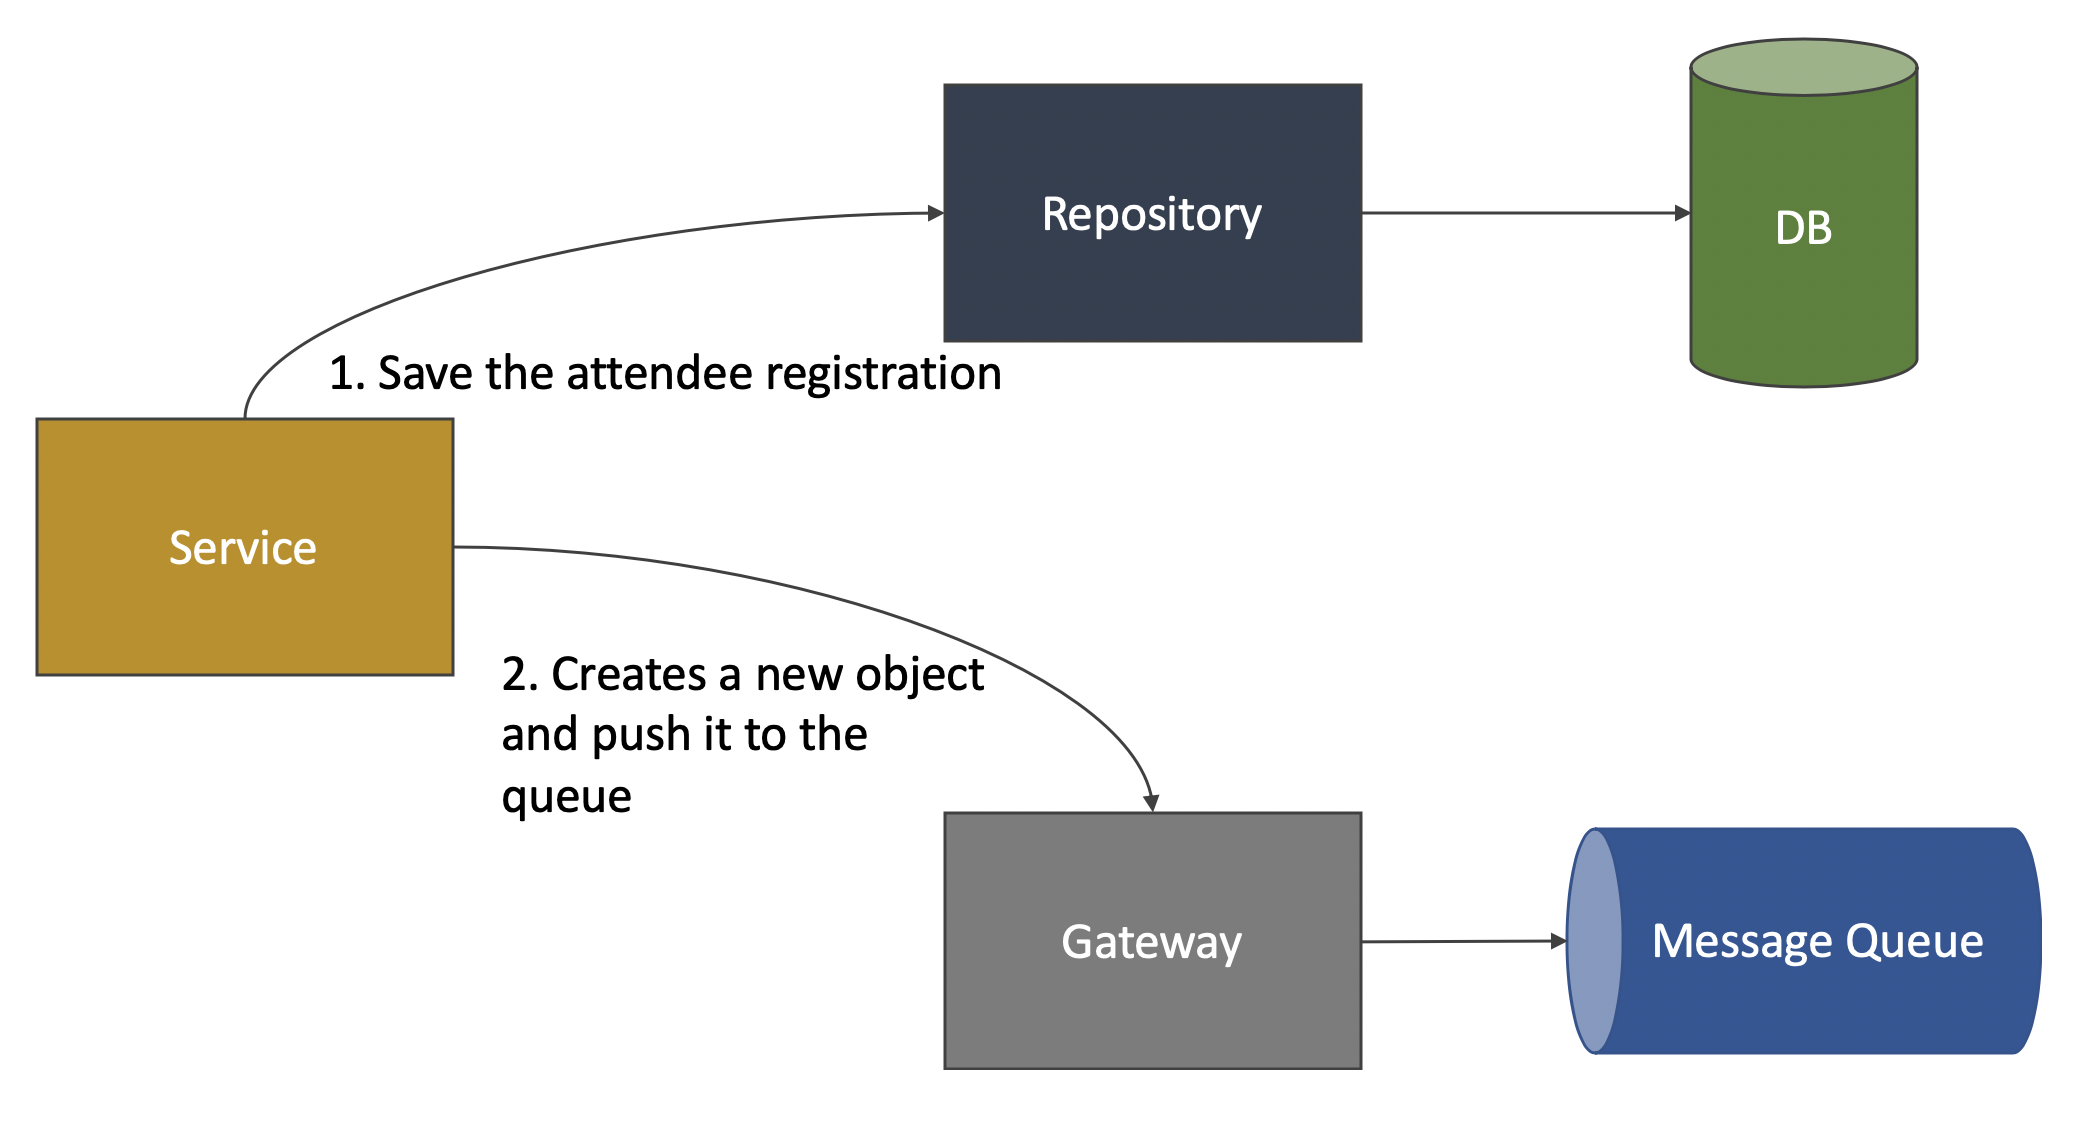 Repository
DB
1. Save the attendee registration
Service
2. Creates a new object
and push it to the
queue
Gateway
Message Queue